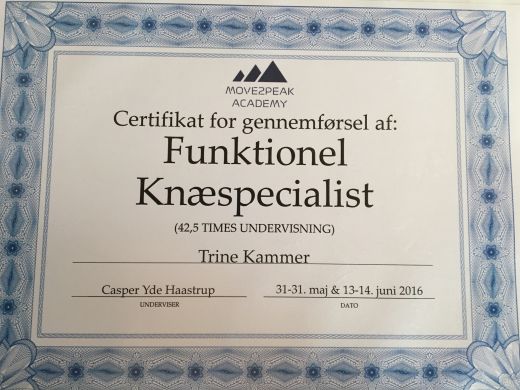 MOVE2PEAK
ACADEMY
Certifikat for gennemførsel af:
Funktionel
Knæspecialist
(42,5 TIMES UNDERVISNING)
Trine Kammer
Casper Yde Haastrup
UNDERVISER
31-31. maj & 13-14. juni 2016
DATO